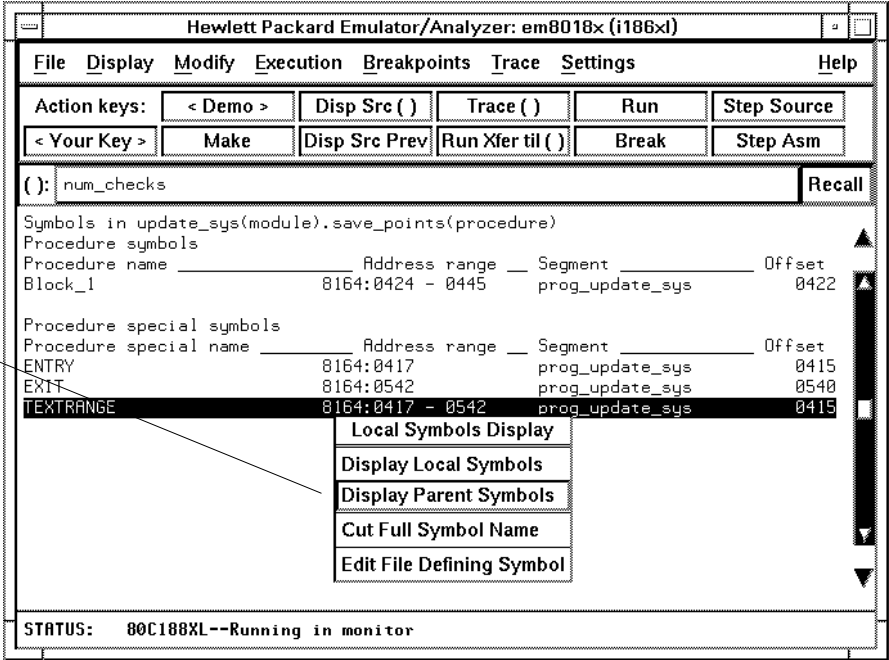 Hewlett Packard Emulator/Analyzer: em8018x (i186xl)
File Display Modify Execution Breakpoints Trace Settings Help
Action keys: < Demo > Disp Src ( ) Trace ( ) Run Step Source
< Your Key > Make Disp Src Prev Run Xfer til ( ) Break Step Asm
( ): num_checks Recall
Symbols in update_sys(module).save_points(procedure)
Procedure symbols
Procedure name _________________ Address range __ Segment _____________ Offset
Block_1 8164:0424 - 0445 prog_update_sys 0422
Procedure special symbols
Procedure special name _________ Address range __ Segment _____________ Offset
ENTRY 8164:0417 prog_update_sys 0415
EXIT 8164:0542 prog_update_sys 0540
TEXTRANGE 8164:0417 - 0542 prog_update_sys 0415
Local Symbols Display
Display Local Symbols
Display Parent Symbols
Cut Full Symbol Name
Edit File Defining Symbol
STATUS: 80C188XL--Running in monitor